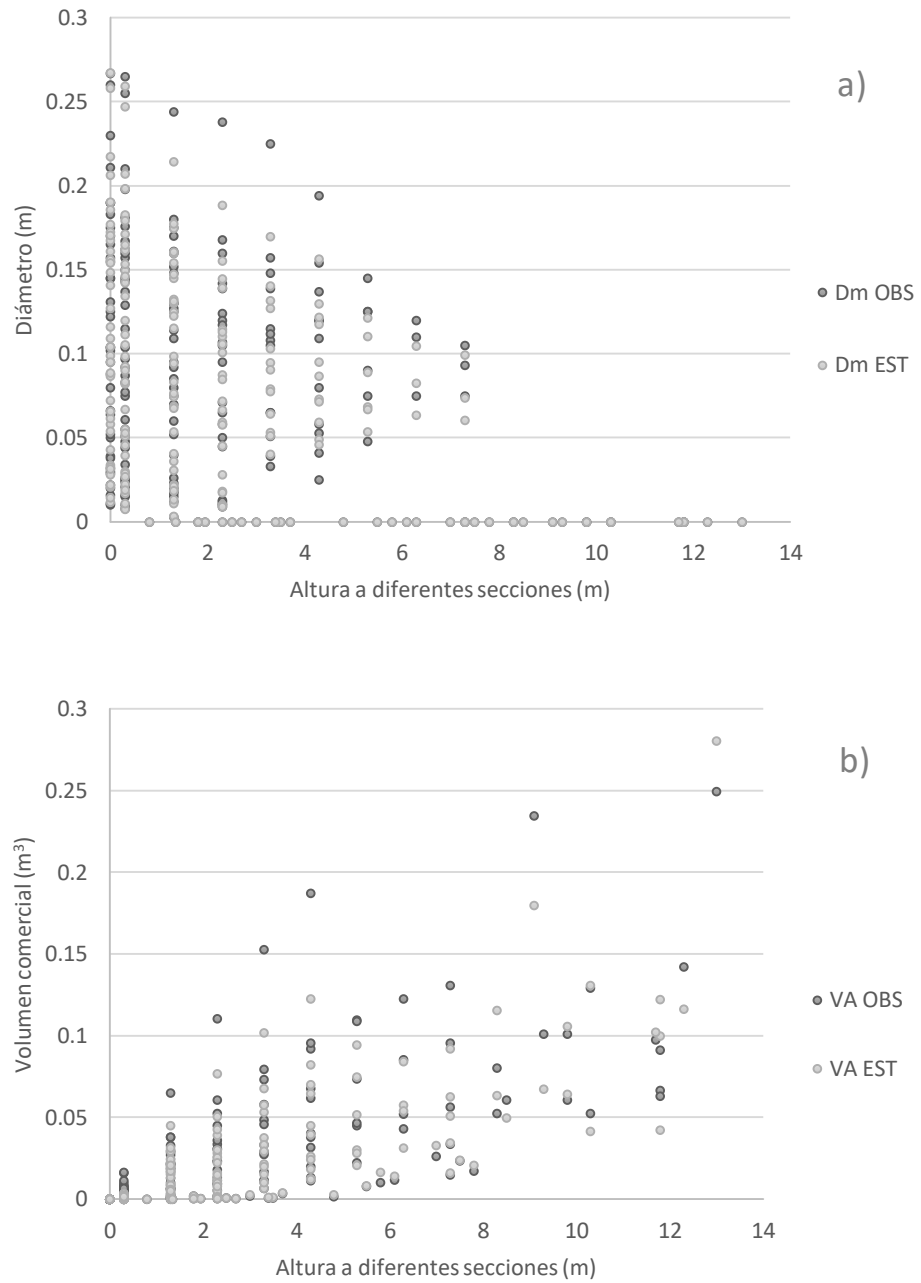 0.3
0.25
0.2
0.15
0.1
0.05
0
Diámetro (m)
0 2 4 6 8 10 12 14
Altura a diferentes secciones (m)
a)
Dm OBS
Dm EST
0.3
0.25
0.2
0.15
0.1
0.05
0
Volumen comercial (m³)
0 2 4 6 8 10 12 14
Altura a diferentes secciones (m)
b)
VA OBS
VA EST